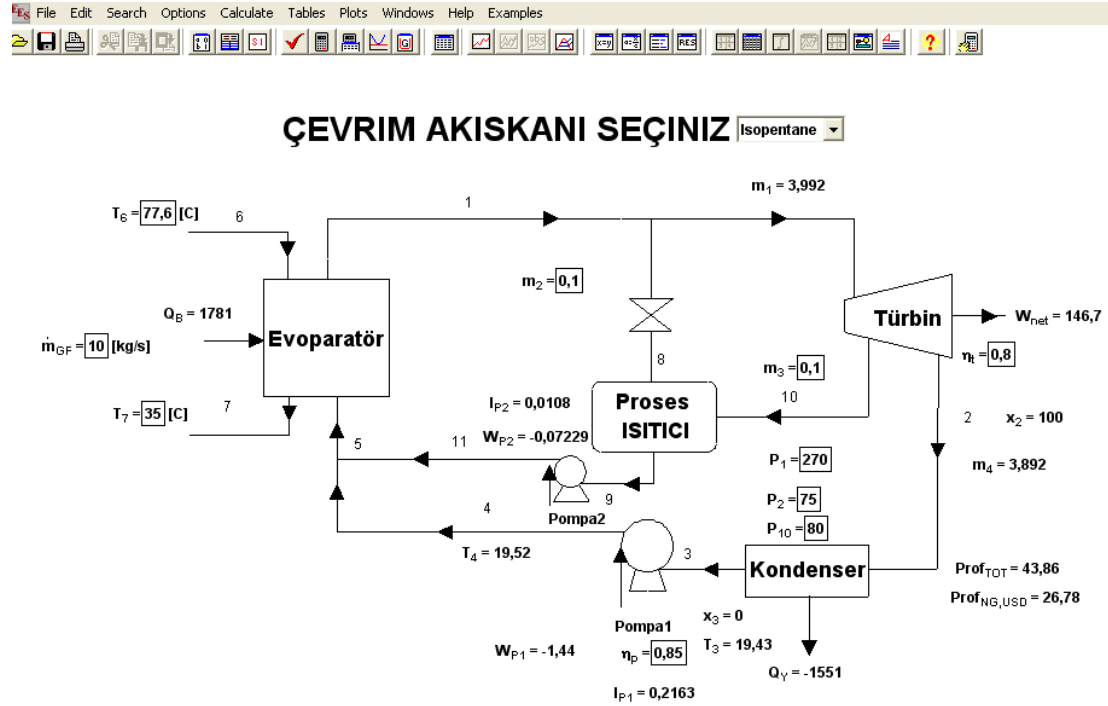 File Edit Search Options Calculate Tables Plots Windows Help Examples
ÇEVRIM AKISKANI SEÇINIZ Isopentane
m1 = 3,992
T6 = 77,6 [C]
6
1
m2 = 0,1
QB = 1781
Türbin
Wnet = 146,7
Evoparatör
ṁGF = 10 [kg/s]
ηt = 0,8
8
m3 = 0,1
10
T7 = 35 [C]
7
IP2 = 0,0108
Proses
ISITICI
2
x2 = 100
WP2 = -0,07229
5
11
P1 = 270
m4 = 3,892
9
P2 = 75
4
Pompa2
P10 = 80
T4 = 19,52
3
Kondenser
ProfTOT = 43,86
ProfNG,USD = 26,78
x3 = 0
Pompa1
T3 = 19,43
WP1 = -1,44
ηp = 0,85
QY = -1551
IP1 = 0,2163